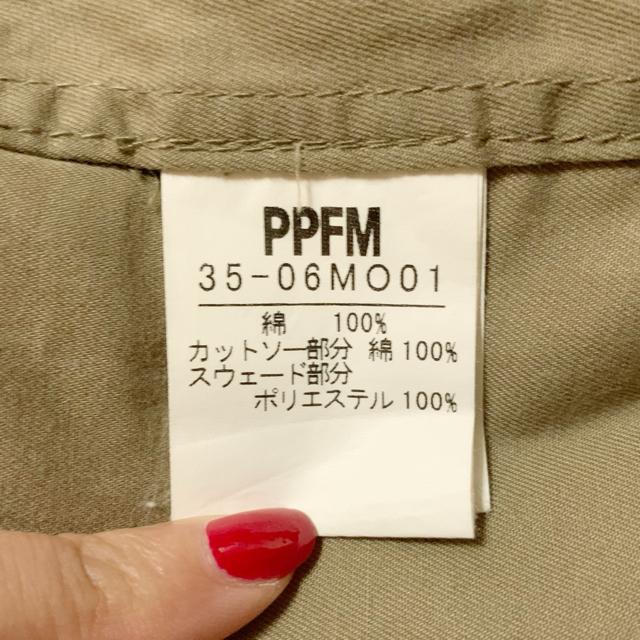 PPFM
35-06MO01
綿 100%
カットソー部分 綿 100%
スウェード部分
ポリエステル 100%